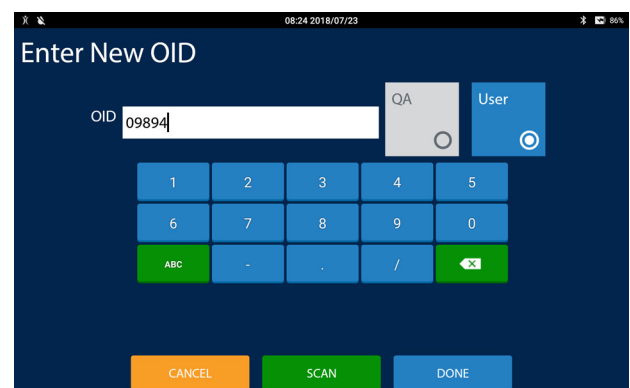 08:24 2018/07/23
86%
Enter New OID
OID 09894
QA
User
1 2 3 4 5
6 7 8 9 0
ABC - . /
CANCEL SCAN DONE